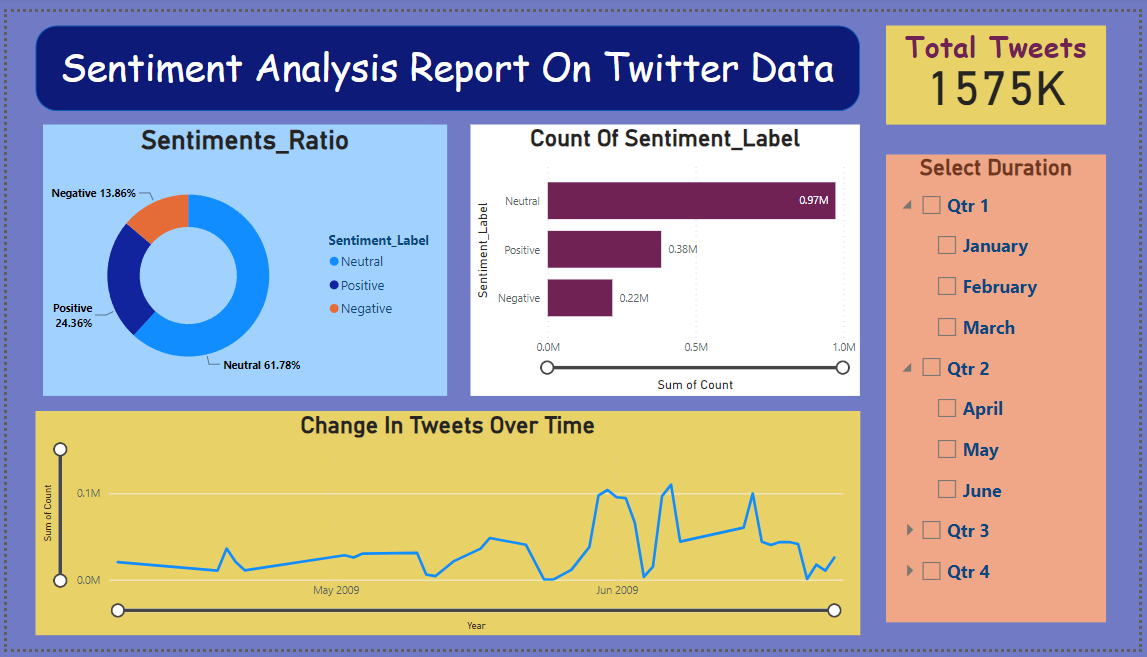 Sentiment Analysis Report On Twitter Data
Total Tweets
1575K
Sentiments_Ratio
Negative 13.86%
Positive
24.36%
Neutral 61.78%
Sentiment_Label
Neutral
Positive
Negative
Count Of Sentiment_Label
Sentiment_Label
Neutral
0.97M
Positive
0.38M
Negative
0.22M
0.0M
0.5M
1.0M
Sum of Count
Select Duration
Qtr 1
January
February
March
Qtr 2
April
May
June
Qtr 3
Qtr 4
Change In Tweets Over Time
Sum of Count
0.1M
0.0M
May 2009
Jun 2009
Year